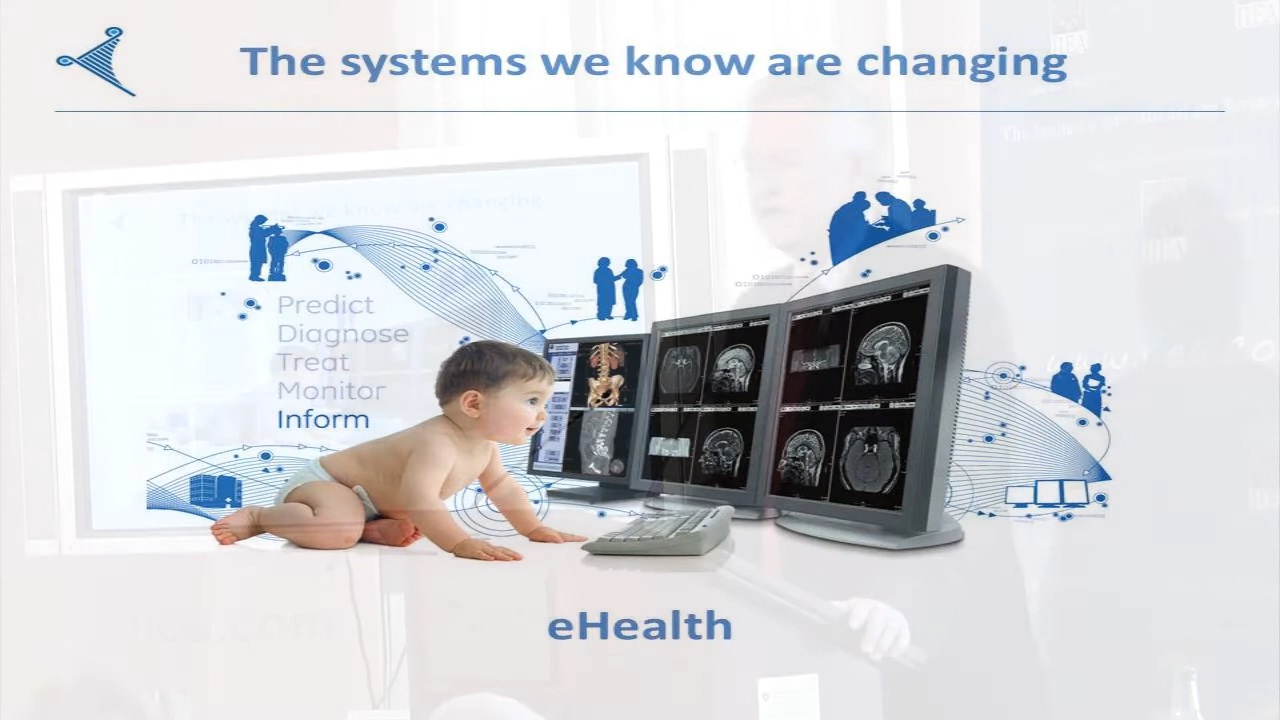 The systems we know are changing
Predict
Diagnose
Treat
Monitor
Inform
eHealth